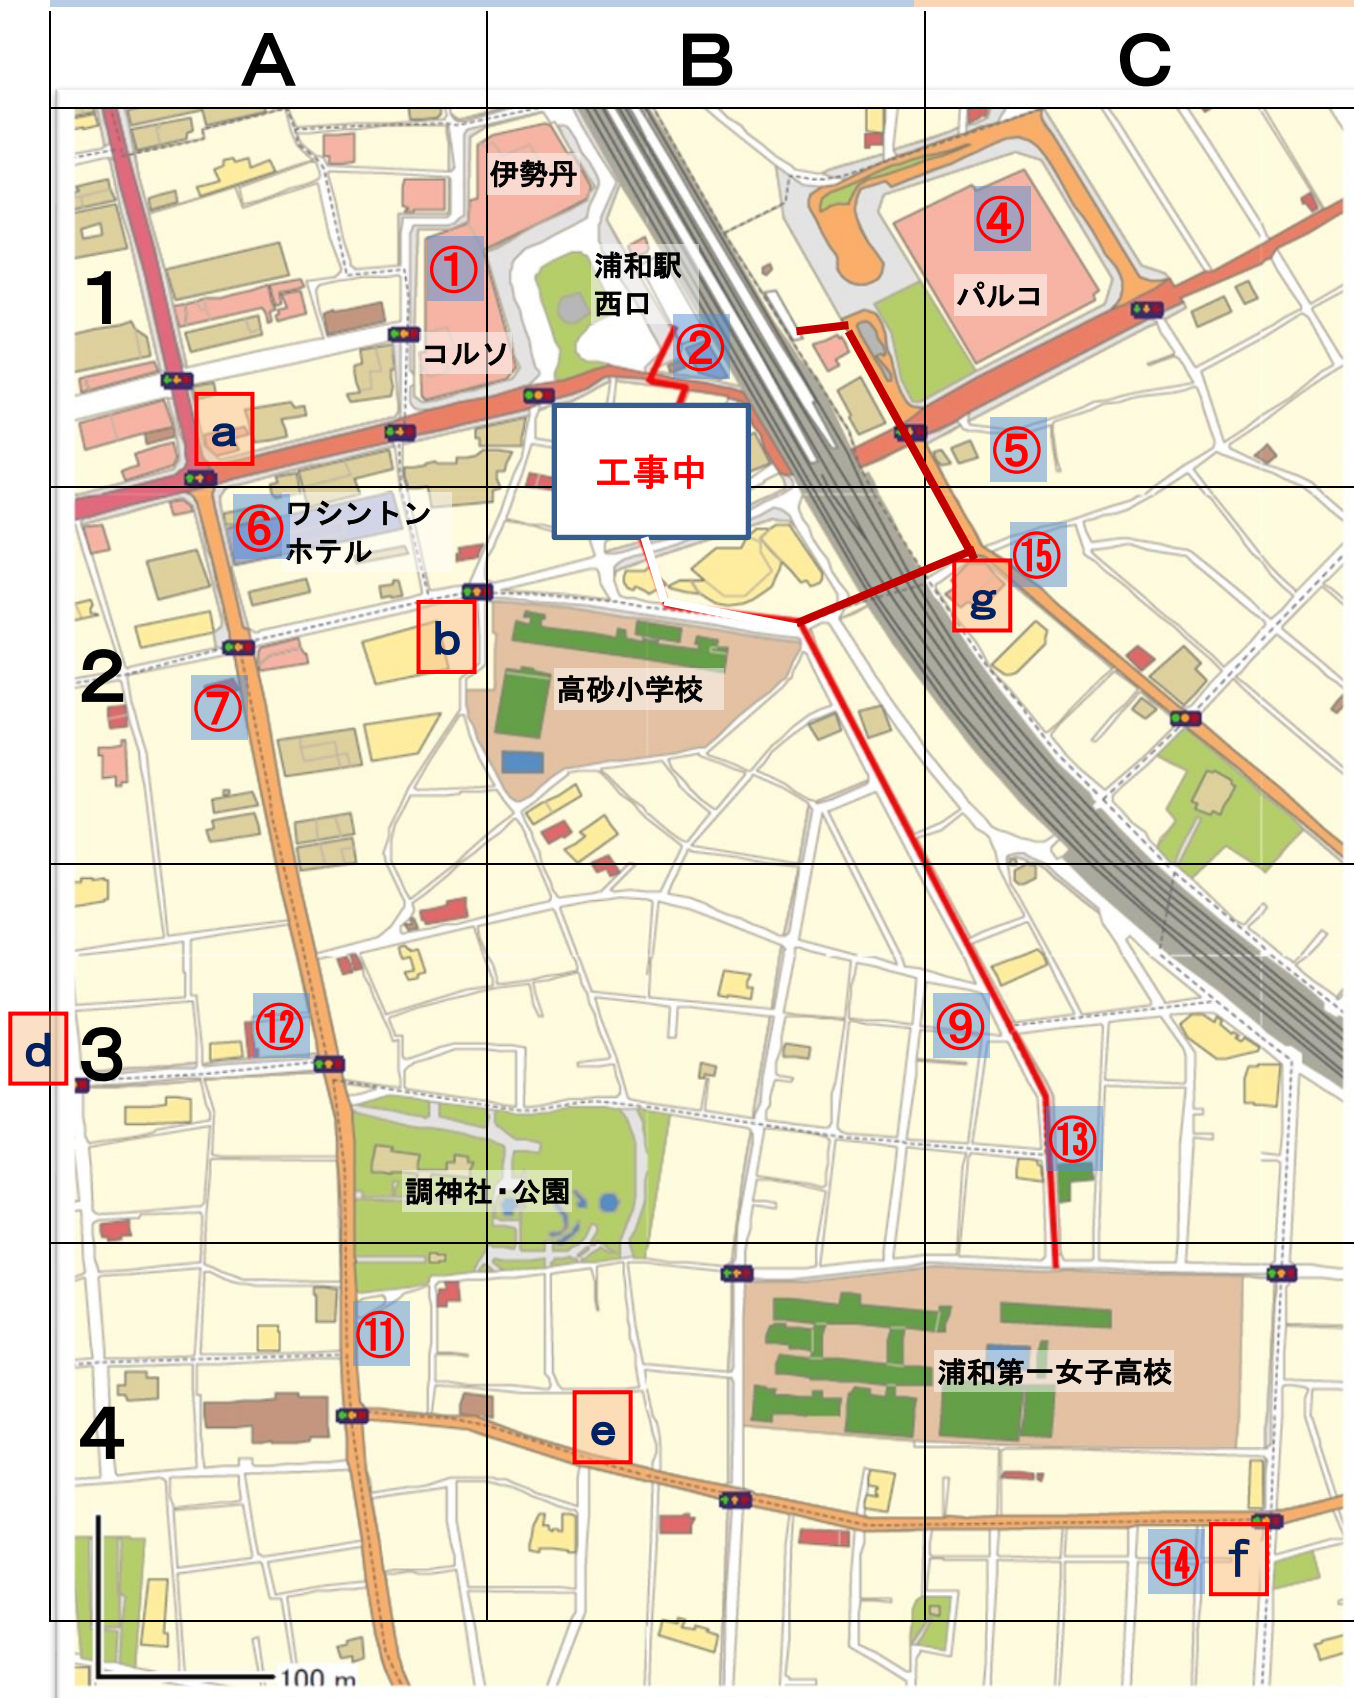 A B C
伊勢丹
④
浦和駅
西口
①
1
パルコ
②
コルソ
a
⑤
工事中
⑥ ワシントン
ホテル
⑮
g
b
2
高砂小学校
⑦
⑫
⑨
d
3
⑬
調神社・公園
⑪
浦和第一女子高校
4
e
f
⑭
100 m